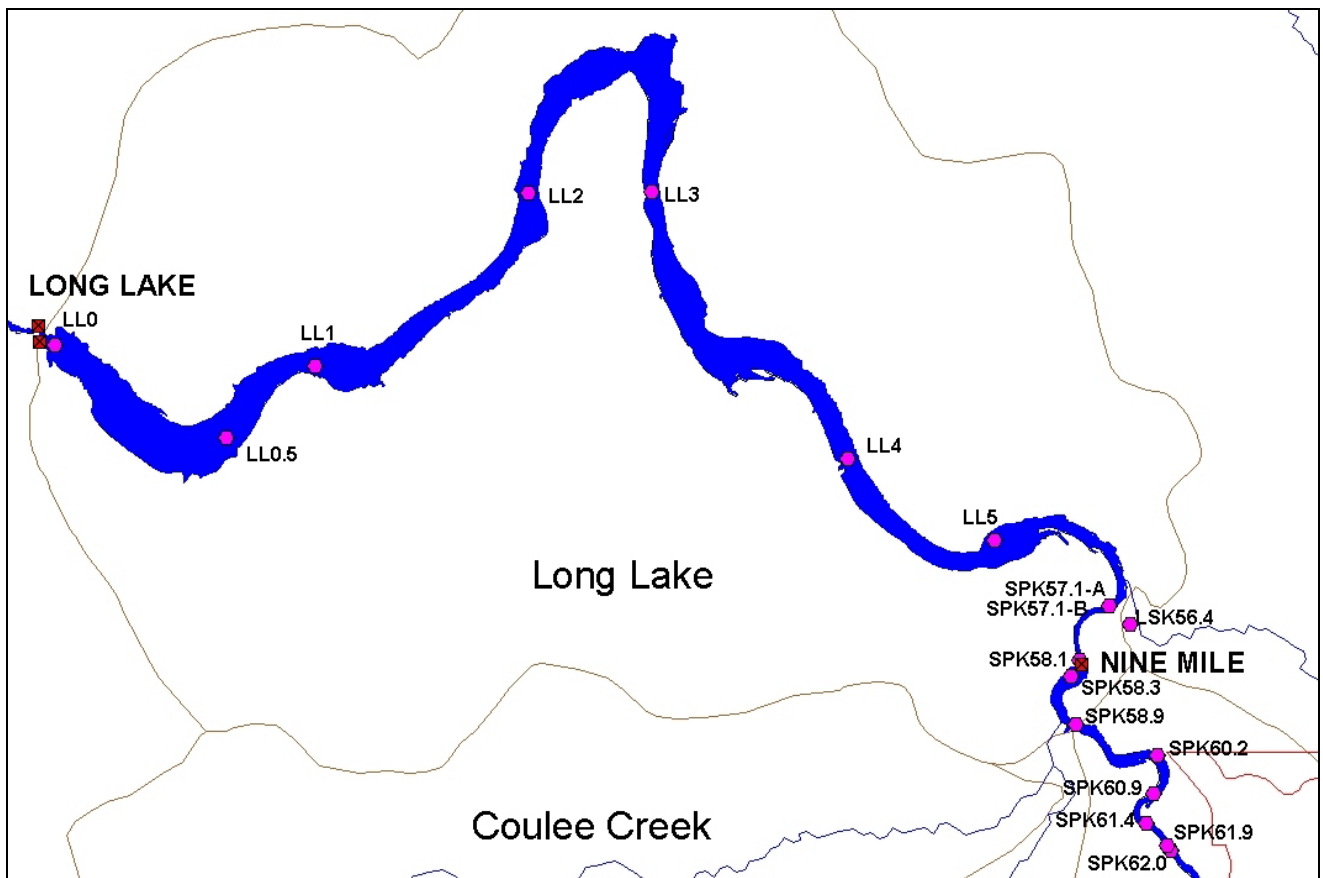 LL2
LL3
LONG LAKE
LL0
LL1
LL0.5
LL4
LL5
Long Lake
SPK57.1-A
SPK57.1-B
LSK56.4
SPK58.1
NINE MILE
SPK58.3
SPK58.9
SPK60.2
SPK60.9
SPK61.4
SPK61.9
Coulee Creek
SPK62.0